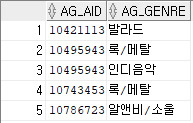 AG_AID AG_GENRE
1 10421113 발라드
2 10495943 록/메탈
3 10495943 인디음악
4 10743453 록/메탈
5 10786723 알앤비/소울